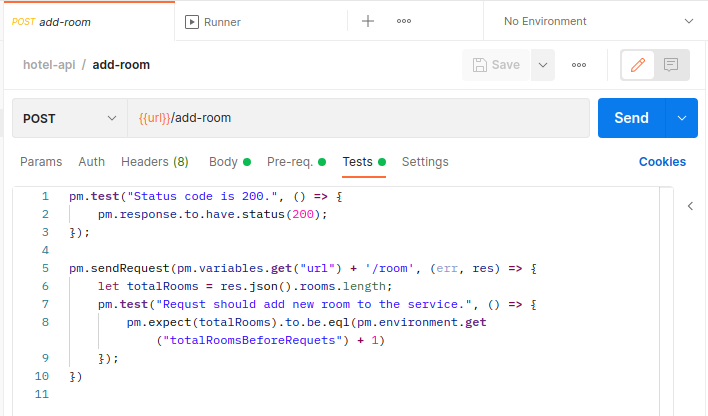 POST add-room
Runner
No Environment
hotel-api / add-room
Save
POST
{{url}}/add-room
Send
Params Auth Headers (8) Body Pre-req. Tests Settings
Cookies
1 pm.test("Status code is 200.", () => {
2 pm.response.to.have.status(200);
3 });
4
5 pm.sendRequest(pm.variables.get("url") + '/room', (err, res) => {
6 let totalRooms = res.json().rooms.length;
7 pm.test("Requst should add new room to the service.", () => {
8 pm.expect(totalRooms).to.be.eql(pm.environment.get
("totalRoomsBeforeRequets") + 1)
9 });
10 })
11